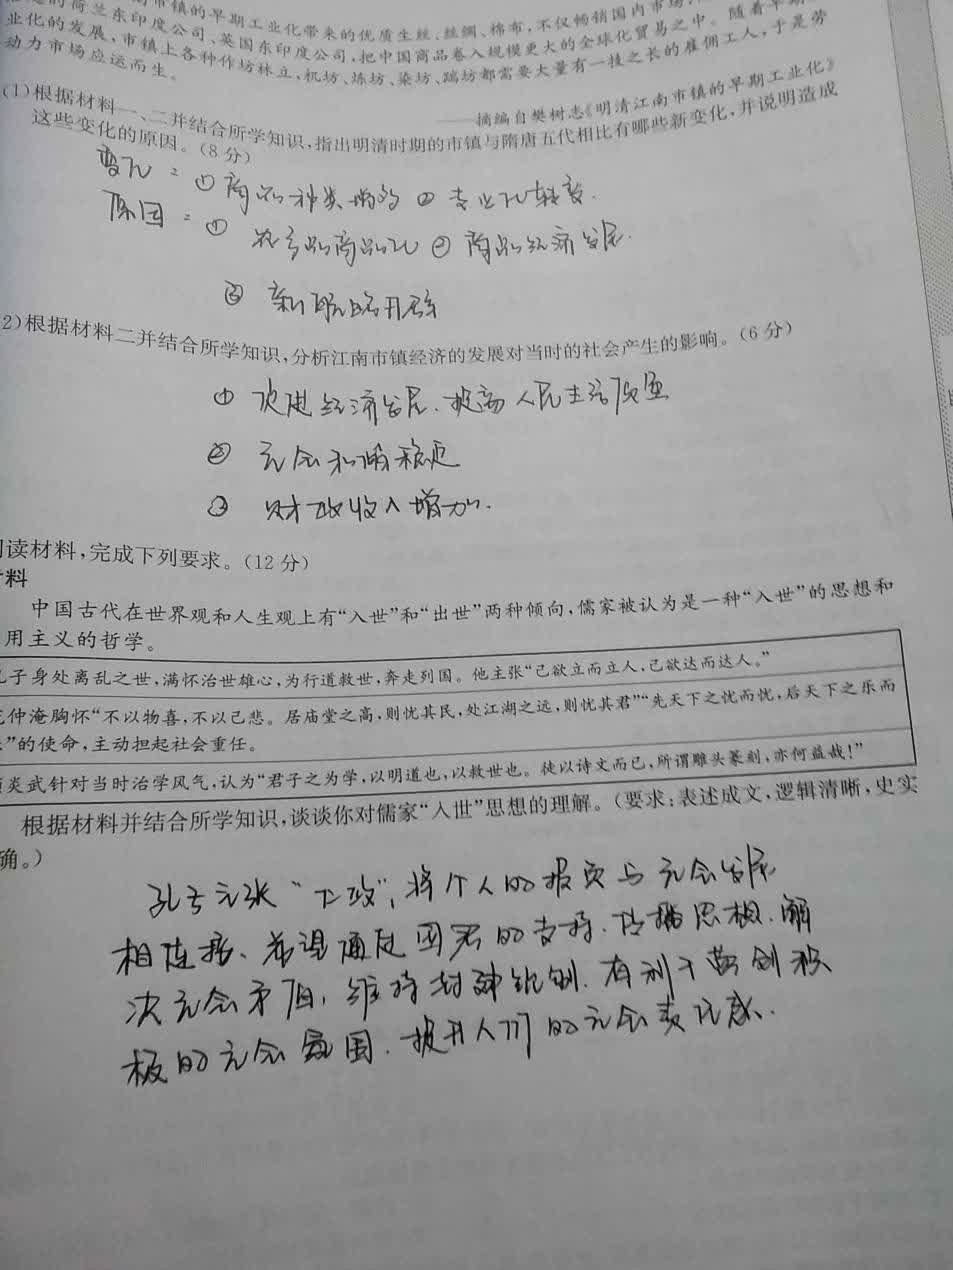 市镇的早期工业化带来的优质生丝、丝绸、棉布,不仅畅销国内市场,
的荷兰东印度公司、英国东印度公司,把中国商品卷入规模更大的全球化贸易之中。随着早
业化的发展,市镇上各种作坊林立,机坊、炼坊、染坊、踹坊都需要大量有一技之长的雇佣工人,于是劳
动力市场应运而生。
——摘编自樊树志《明清江南市镇的早期工业化》
(1)根据材料一、二并结合所学知识,指出明清时期的市镇与隋唐五代相比有哪些新变化,并说明造成
这些变化的原因。(8分)
变化:①商品种类增多 ②专业化转变.
原因:① 农产品商品化 ②商品经济发展.
③ 新航路开辟
2)根据材料二并结合所学知识,分析江南市镇经济的发展对当时的社会产生的影响。(6分)
① 促进经济发展.提高人民生活质量
② 社会和谐稳定
③ 财政收入增加.
读材料,完成下列要求。(12分)
料
中国古代在世界观和人生观上有“入世”和“出世”两种倾向,儒家被认为是一种“入世”的思想和
用主义的哲学。
孔子身处离乱之世,满怀治世雄心,为行道救世,奔走列国。他主张“己欲立而立人,己欲达而达人。”
仲淹胸怀“不以物喜,不以己悲。居庙堂之高,则忧其民,处江湖之远,则忧其君”“先天下之忧而忧,后天下之乐而
”的使命,主动担起社会重任。
炎武针对当时治学风气,认为“君子之为学,以明道也,以救世也。徒以诗文而已,所谓雕头篆刻,亦何益哉!”
根据材料并结合所学知识,谈谈你对儒家“入世”思想的理解。(要求:表述成文,逻辑清晰,史实
确。)
孔子主张“仁政”,将个人的报负与社会发展
相连接、希望通过国君的支持、传播思想.解
决社会矛盾,维持封建统制.有利于营创积
极的社会氛围.提升人们的社会责任感.